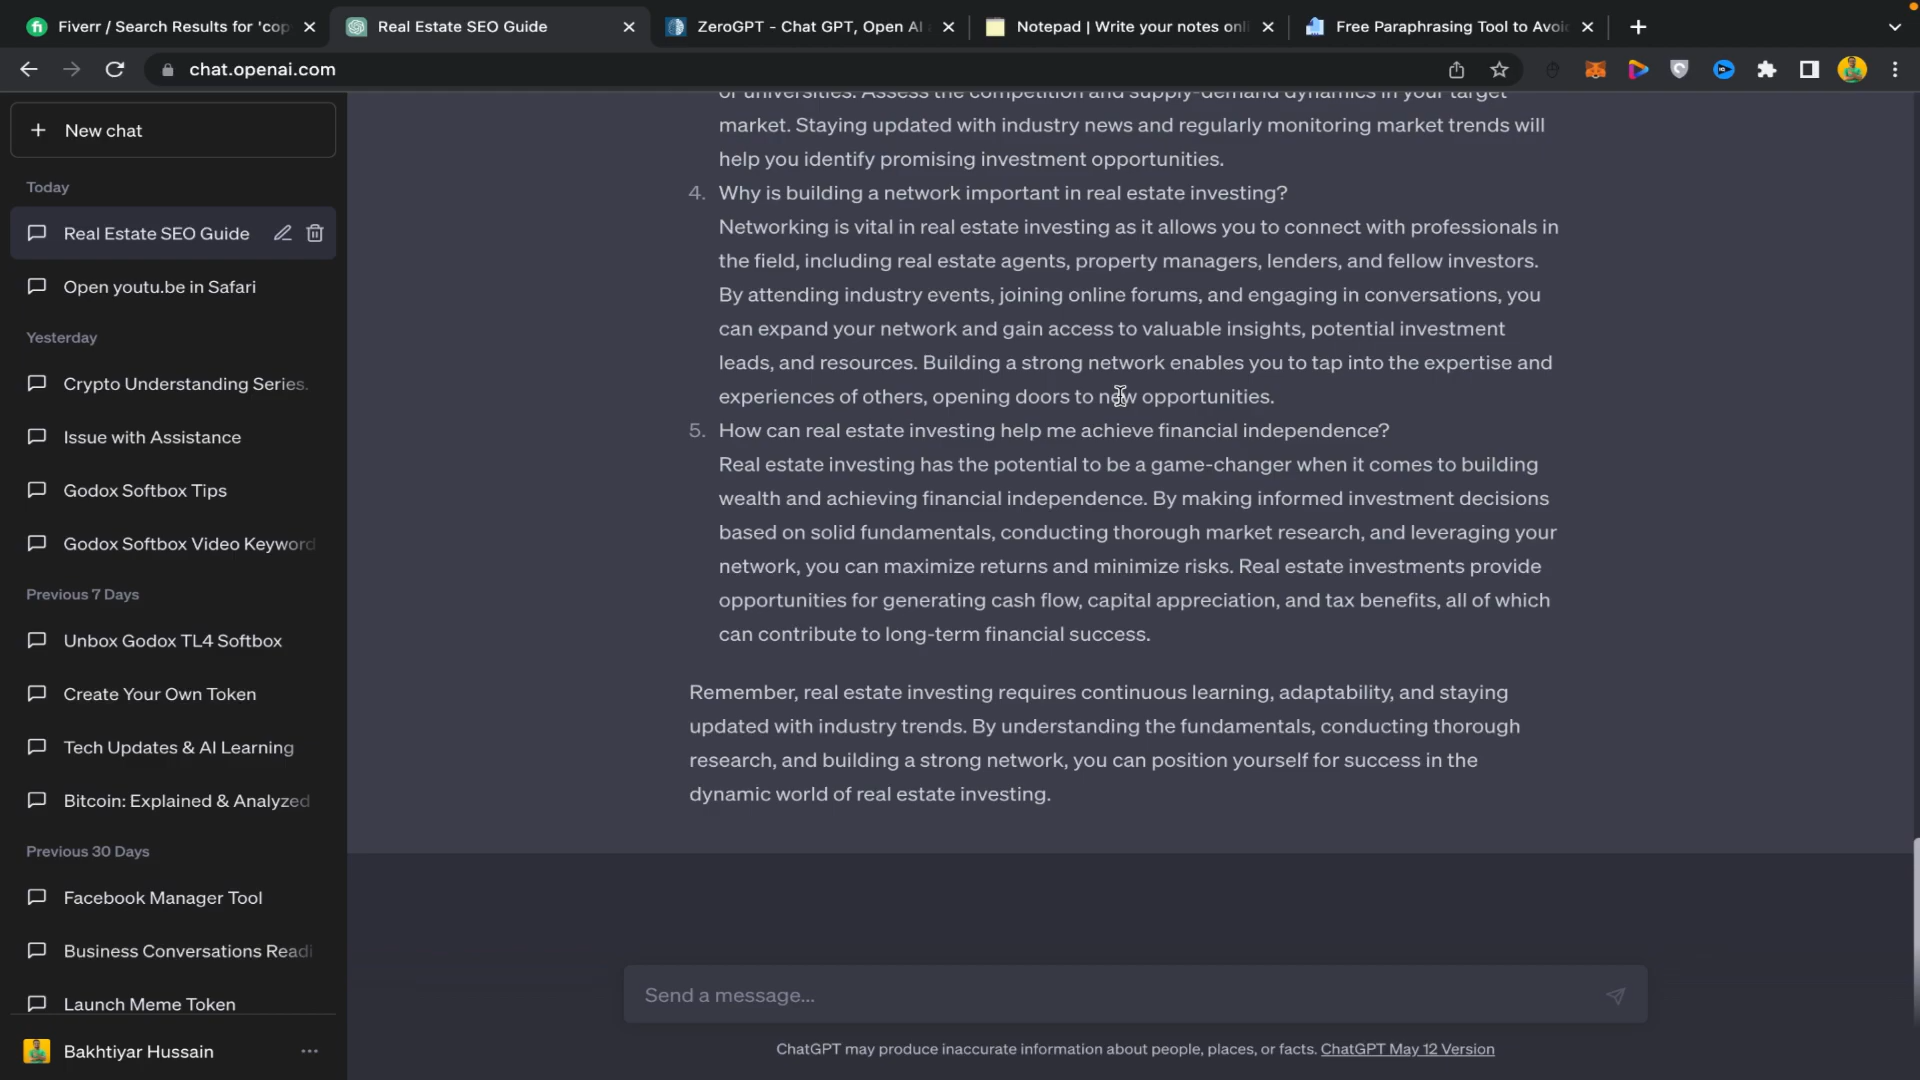 Fiverr / Search Results for 'cop
Real Estate SEO Guide
ZeroGPT - Chat GPT, Open AI
Notepad | Write your notes onl
Free Paraphrasing Tool to Avoi
chat.openai.com
New chat
Today
Real Estate SEO Guide
Open youtu.be in Safari
Yesterday
Crypto Understanding Series.
Issue with Assistance
Godox Softbox Tips
Godox Softbox Video Keyword
Previous 7 Days
Unbox Godox TL4 Softbox
Create Your Own Token
Tech Updates & AI Learning
Bitcoin: Explained & Analyzed
Previous 30 Days
Facebook Manager Tool
Business Conversations Readi
Launch Meme Token
Bakhtiyar Hussain
of universities. Assess the competition and supply-demand dynamics in your target
market. Staying updated with industry news and regularly monitoring market trends will
help you identify promising investment opportunities.
4. Why is building a network important in real estate investing?
Networking is vital in real estate investing as it allows you to connect with professionals in
the field, including real estate agents, property managers, lenders, and fellow investors.
By attending industry events, joining online forums, and engaging in conversations, you
can expand your network and gain access to valuable insights, potential investment
leads, and resources. Building a strong network enables you to tap into the expertise and
experiences of others, opening doors to new opportunities.
5. How can real estate investing help me achieve financial independence?
Real estate investing has the potential to be a game-changer when it comes to building
wealth and achieving financial independence. By making informed investment decisions
based on solid fundamentals, conducting thorough market research, and leveraging your
network, you can maximize returns and minimize risks. Real estate investments provide
opportunities for generating cash flow, capital appreciation, and tax benefits, all of which
can contribute to long-term financial success.
Remember, real estate investing requires continuous learning, adaptability, and staying
updated with industry trends. By understanding the fundamentals, conducting thorough
research, and building a strong network, you can position yourself for success in the
dynamic world of real estate investing.
Send a message...
ChatGPT may produce inaccurate information about people, places, or facts. ChatGPT May 12 Version